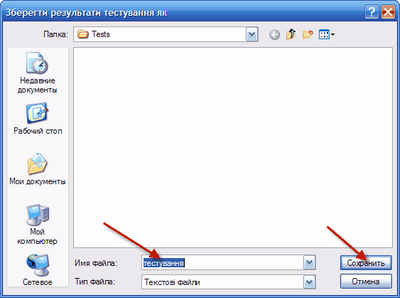 Зберегти результати тестування як
Папка:
Tests
Недавние
документы
Рабочий стол
Мои документы
Мой
компьютер
Сетевое
Имя файла:
тестування
Сохранить
Тип файла:
Текстові файли
Отмена